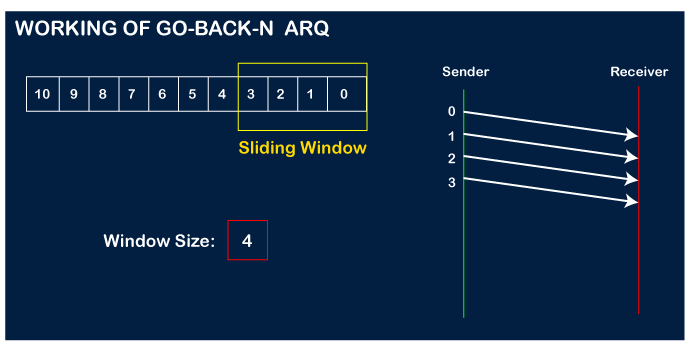 WORKING OF GO-BACK-N ARQ
10 9 8 7 6 5 4 3 2 1 0
Sliding Window
Window Size: 4
Sender Receiver
0
1
2
3